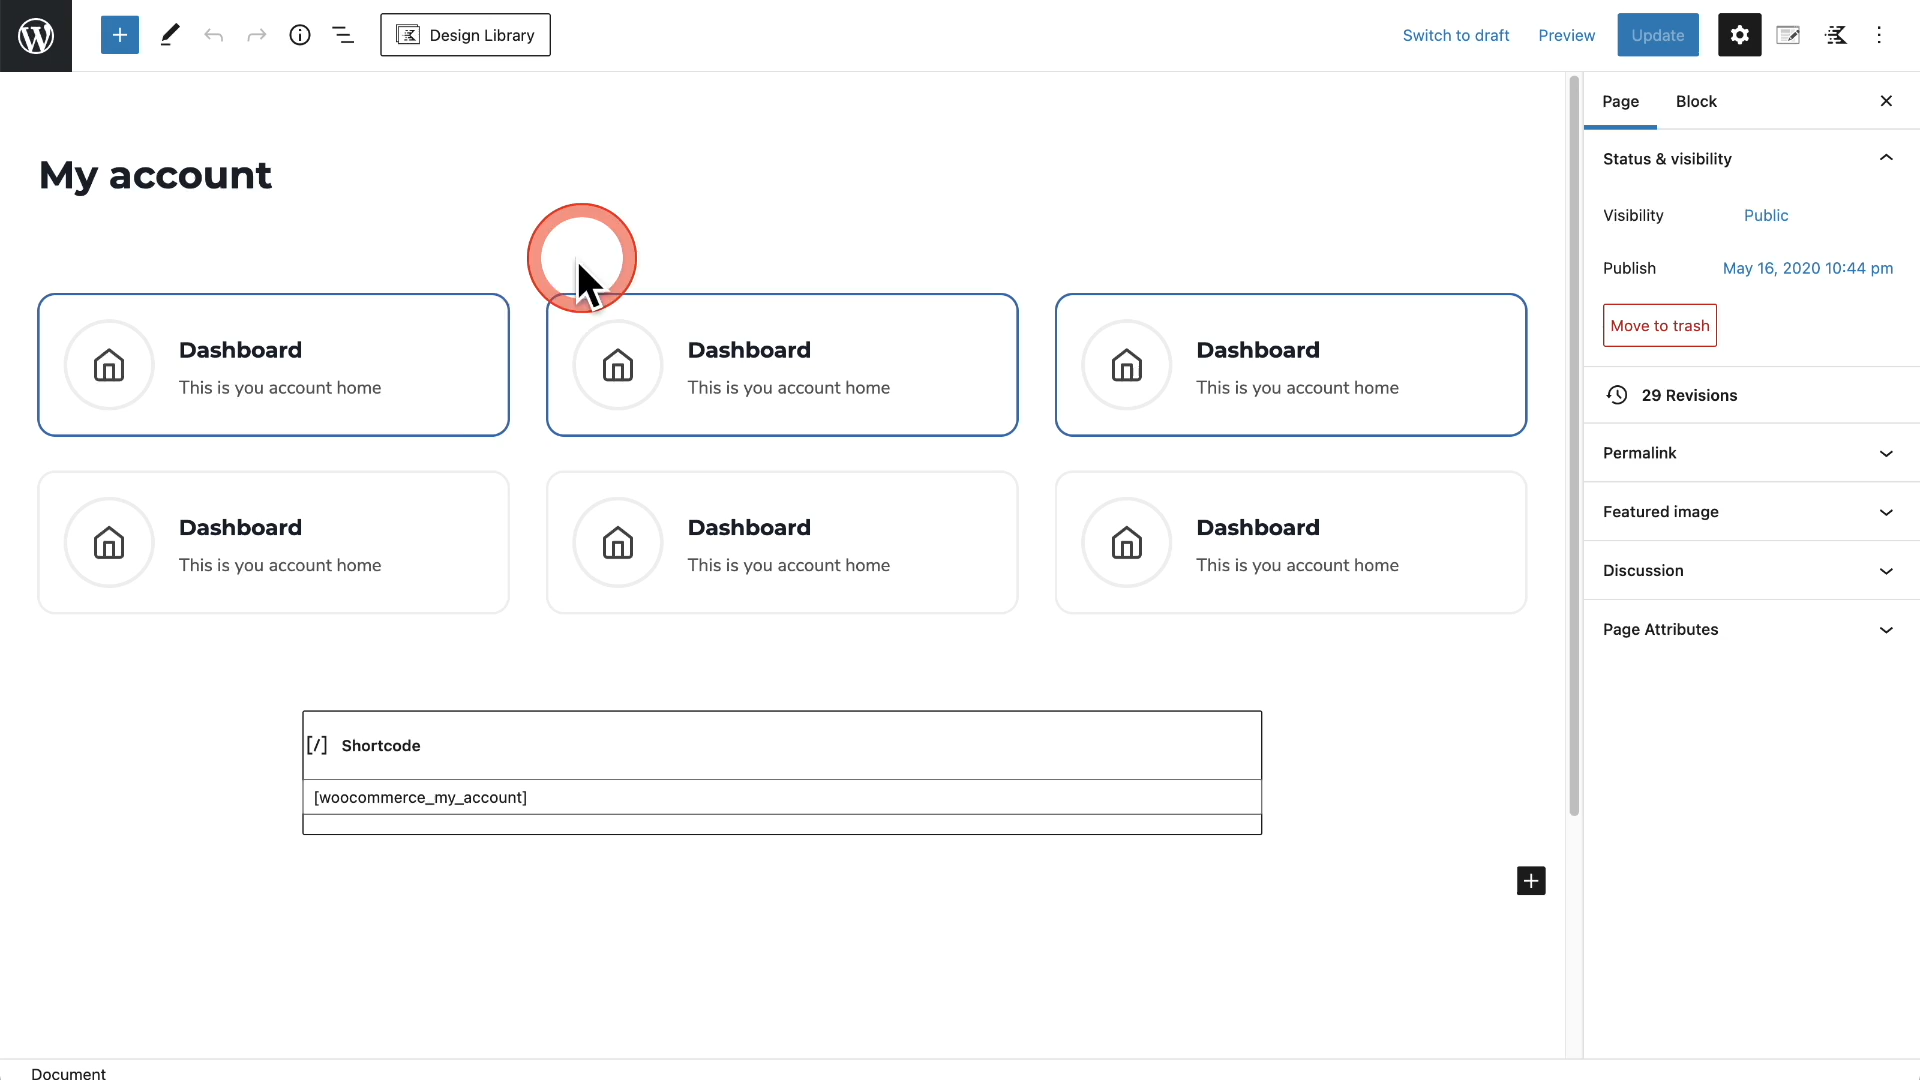 Design Library
Switch to draft
Preview
Update
Page
Block
My account
Status & visibility
Visibility
Public
Publish
May 16, 2020 10:44 pm
Move to trash
29 Revisions
Permalink
Featured image
Discussion
Page Attributes
Dashboard
This is you account home
Dashboard
This is you account home
Dashboard
This is you account home
Dashboard
This is you account home
Dashboard
This is you account home
Dashboard
This is you account home
[/] Shortcode
[woocommerce_my_account]
Document